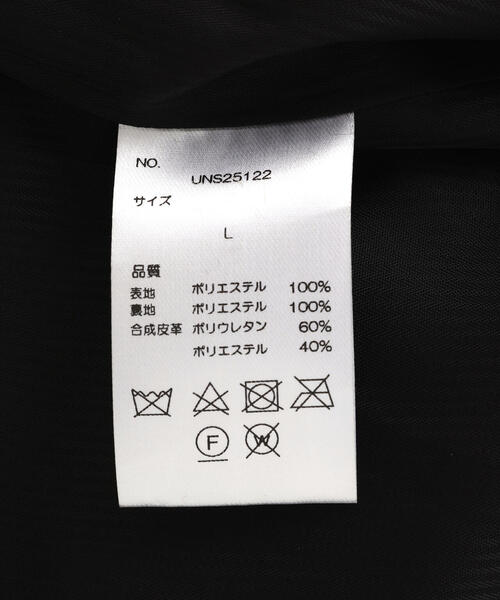 NO.
UNS25122
サイズ
L
品質
表地 ポリエステル 100%
裏地 ポリエステル 100%
合成皮革 ポリウレタン 60%
ポリエステル 40%
F W